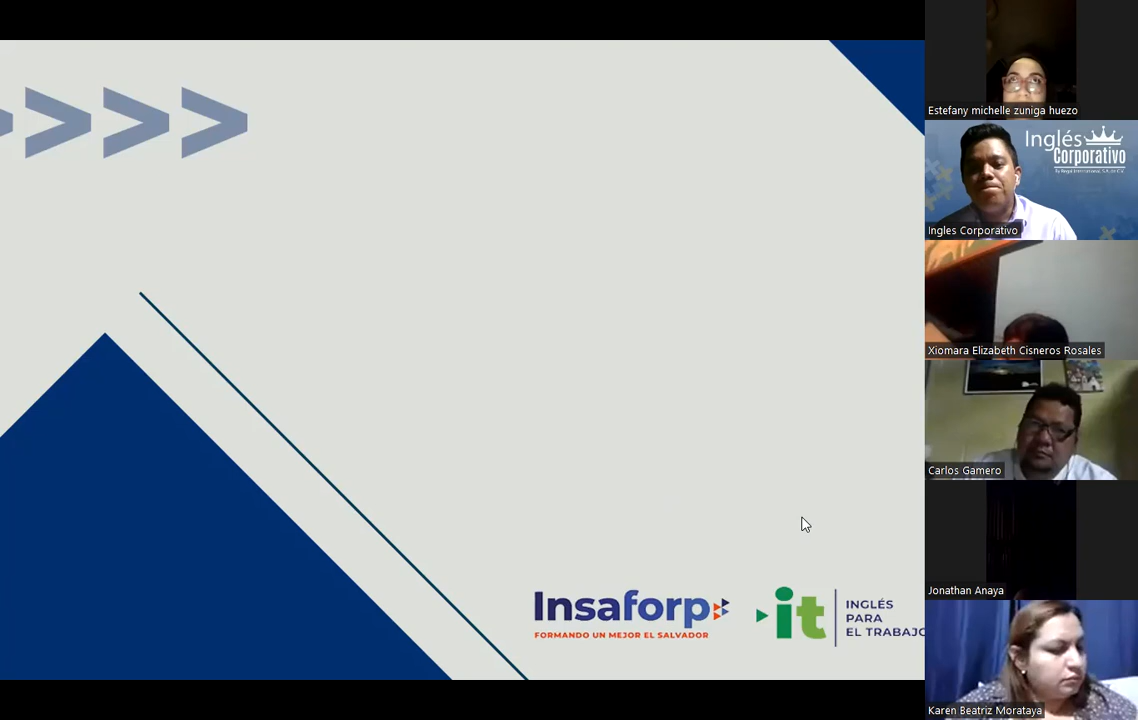 >>>>
Insaforp
FORMANDO UN MEJOR EL SALVADOR
it
INGLÉS
PARA
EL TRABAJO
Estefany michelle zuniga huezo
Inglés
Corporativo
Ingles Corporativo
Xiomara Elizabeth Cisneros Rosales
Carlos Gamero
Jonathan Anaya
Karen Beatriz Morataya